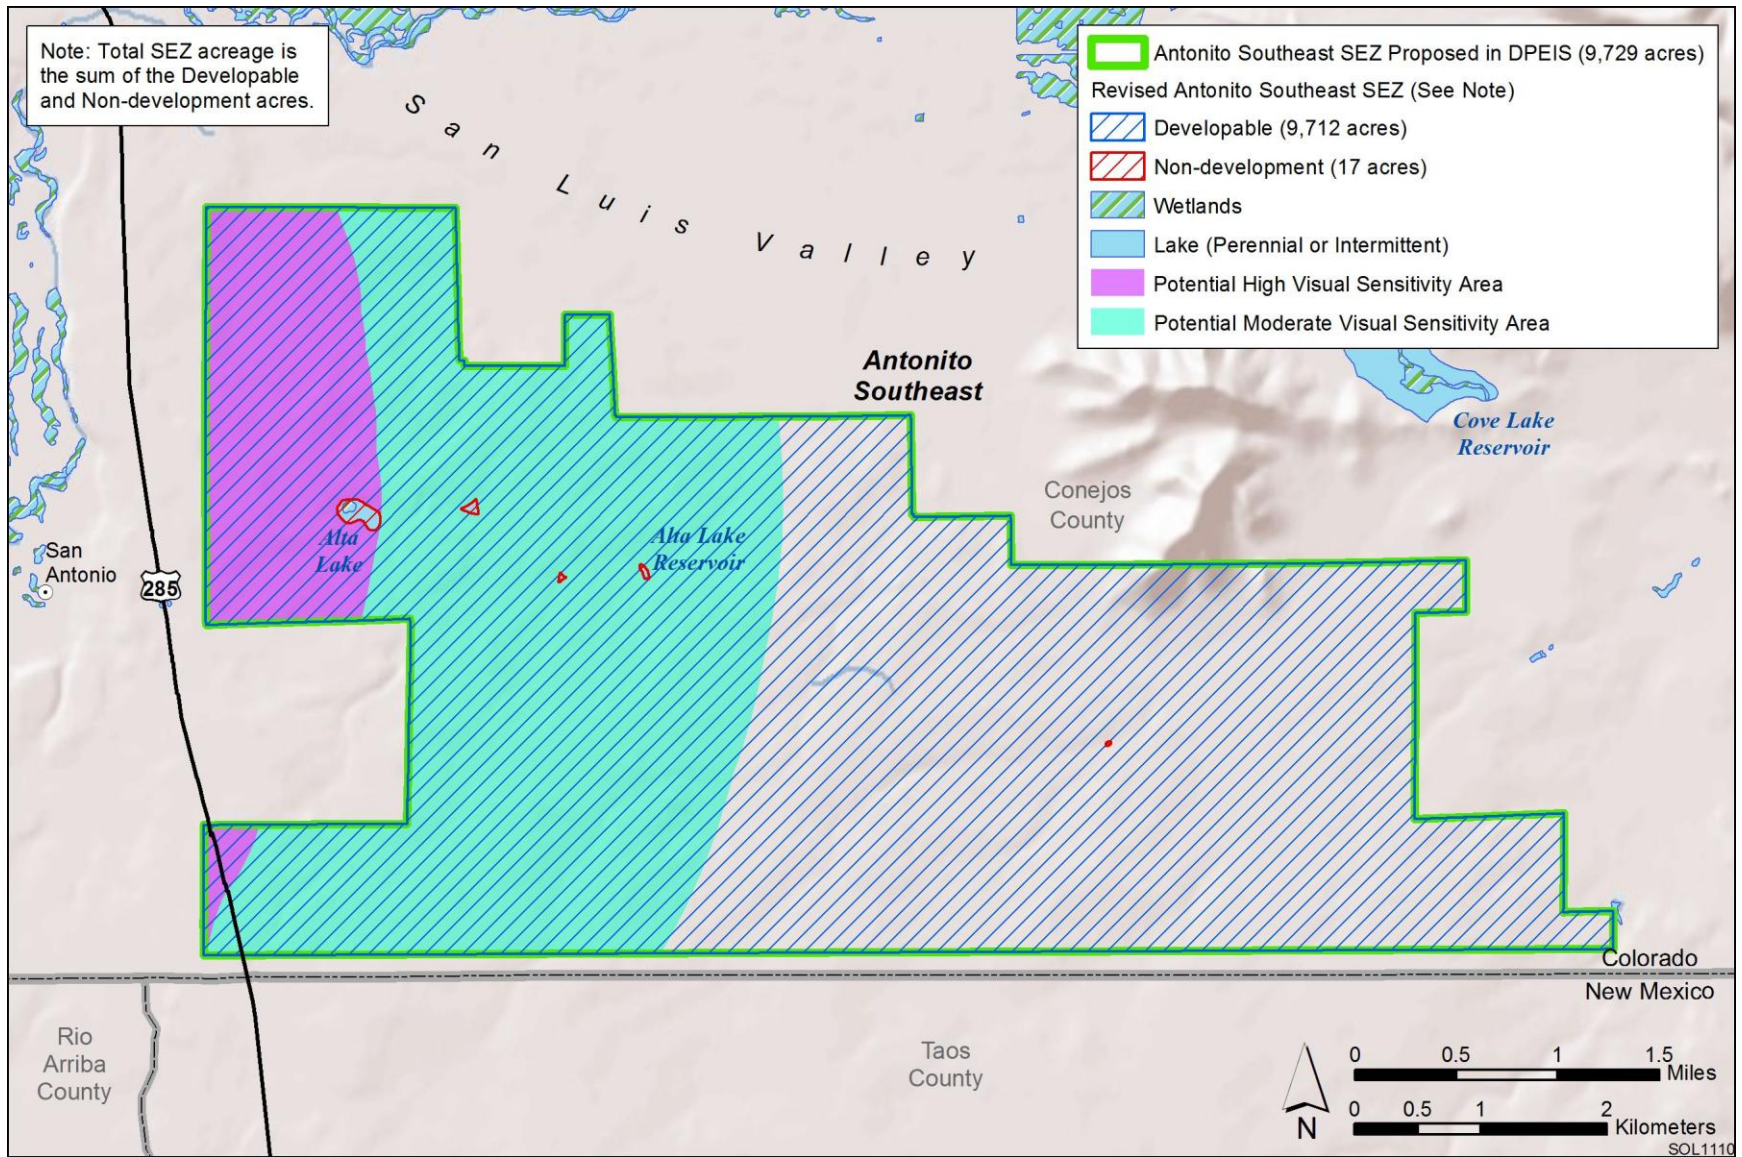 Note: Total SEZ acreage is
the sum of the Developable
and Non-development acres.
Antonito Southeast SEZ Proposed in DPEIS (9,729 acres)
Revised Antonito Southeast SEZ (See Note)
Developable (9,712 acres)
Non-development (17 acres)
Wetlands
Lake (Perennial or Intermittent)
Potential High Visual Sensitivity Area
Potential Moderate Visual Sensitivity Area
San Luis Valley
Antonito
Southeast
Cove Lake
Reservoir
Conejos
County
Alta
Lake
Alta Lake
Reservoir
San
Antonio
285
Colorado
New Mexico
Rio
Arriba
County
Taos
County
N
0 0.5 1 1.5
Miles
0 0.5 1 2
Kilometers
SOL1110